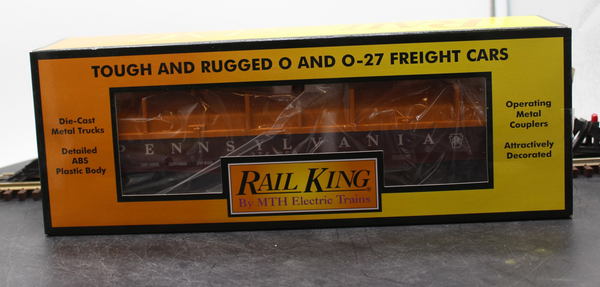 TOUGH AND RUGGED O AND O-27 FREIGHT CARS
Die-Cast
Metal Trucks
Detailed
ABS
Plastic Body
Operating
Metal
Couplers
Attractively
Decorated
PENNSYLVANIA
RAIL KING®
By MTH Electric Trains